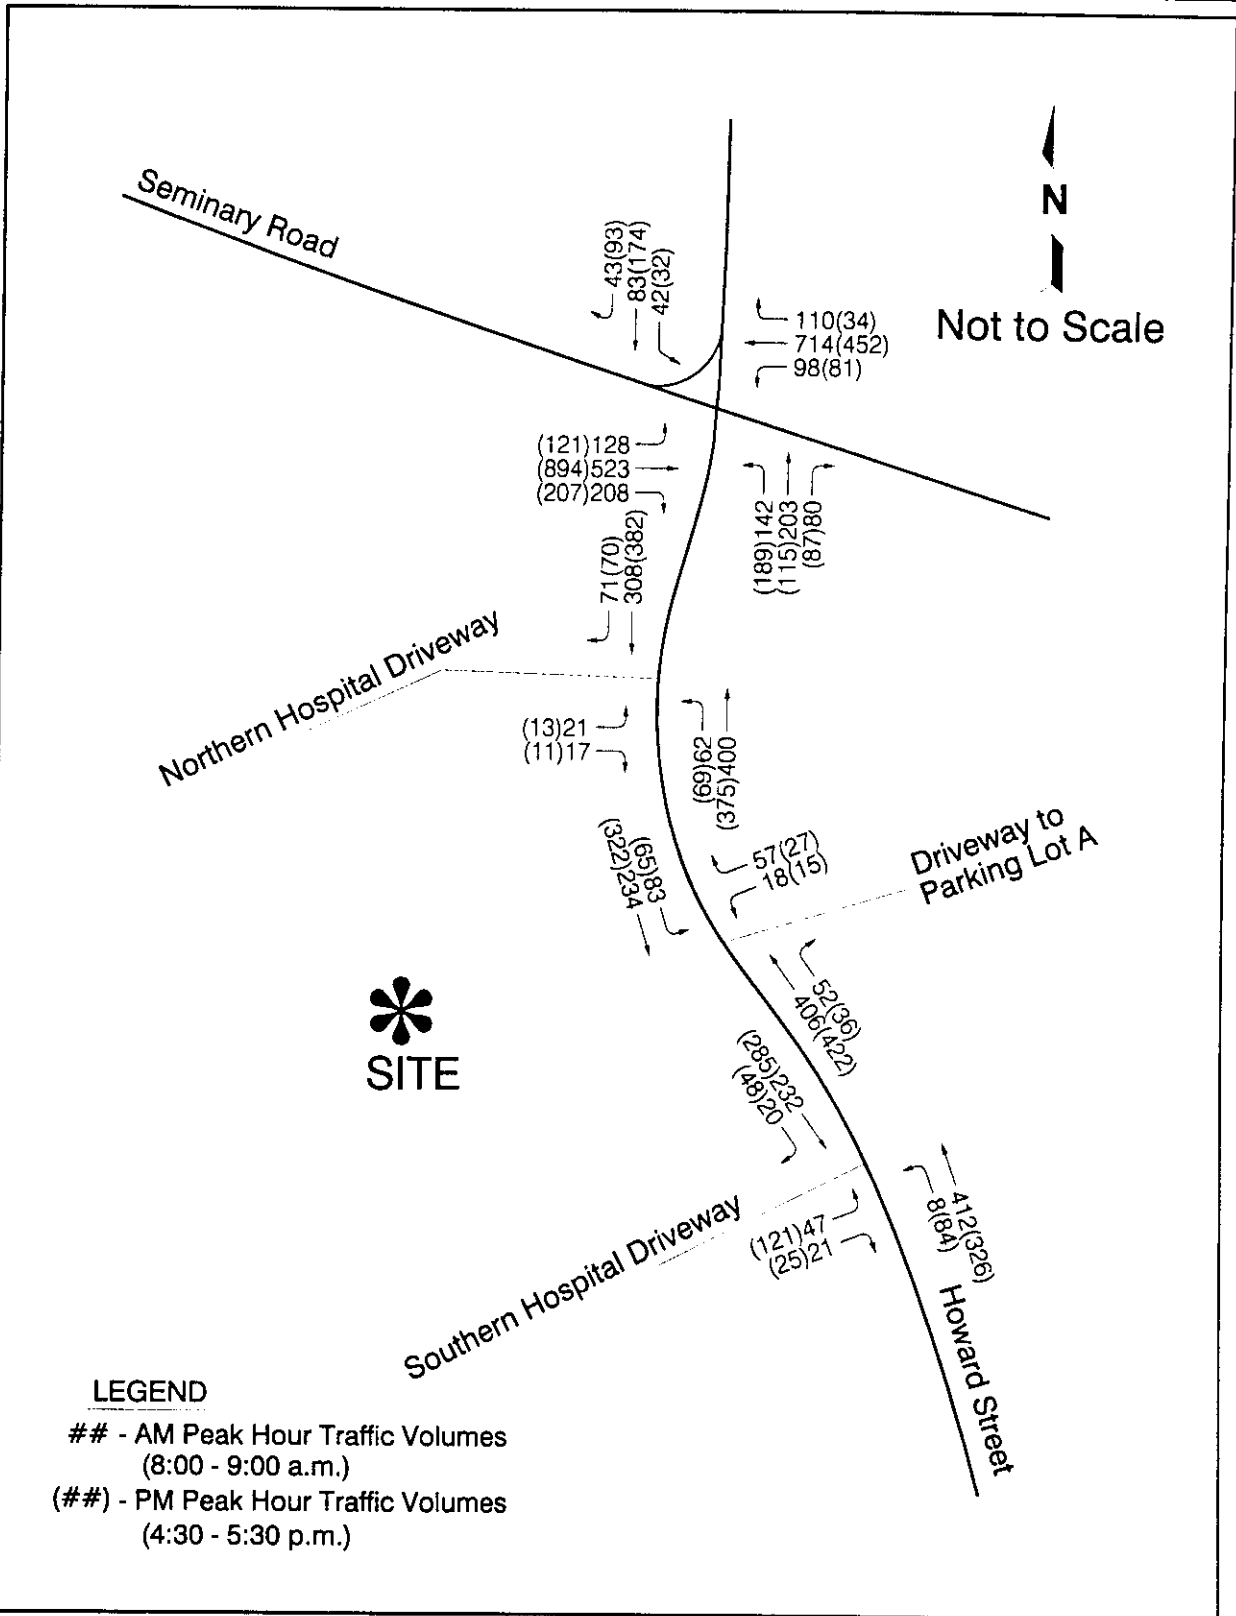 Seminary Road
43(93)
83(174)
42(32)
N
Not to Scale
110(34)
714(452)
98(81)
(121)128
(894)523
(207)208
(189)142
(115)203
(87)80
71(70)
308(382)
Northern Hospital Driveway
(13)21
(11)17
(69)62
(375)400
(65)83
(322)234
57(27)
18(15)
Driveway to
Parking Lot A
52(36)
406(422)
SITE
(285)232
(48)20
412(326)
8(84)
Southern Hospital Driveway
(121)47
(25)21
Howard Street
LEGEND
## - AM Peak Hour Traffic Volumes
(8:00 - 9:00 a.m.)
(##) - PM Peak Hour Traffic Volumes
(4:30 - 5:30 p.m.)